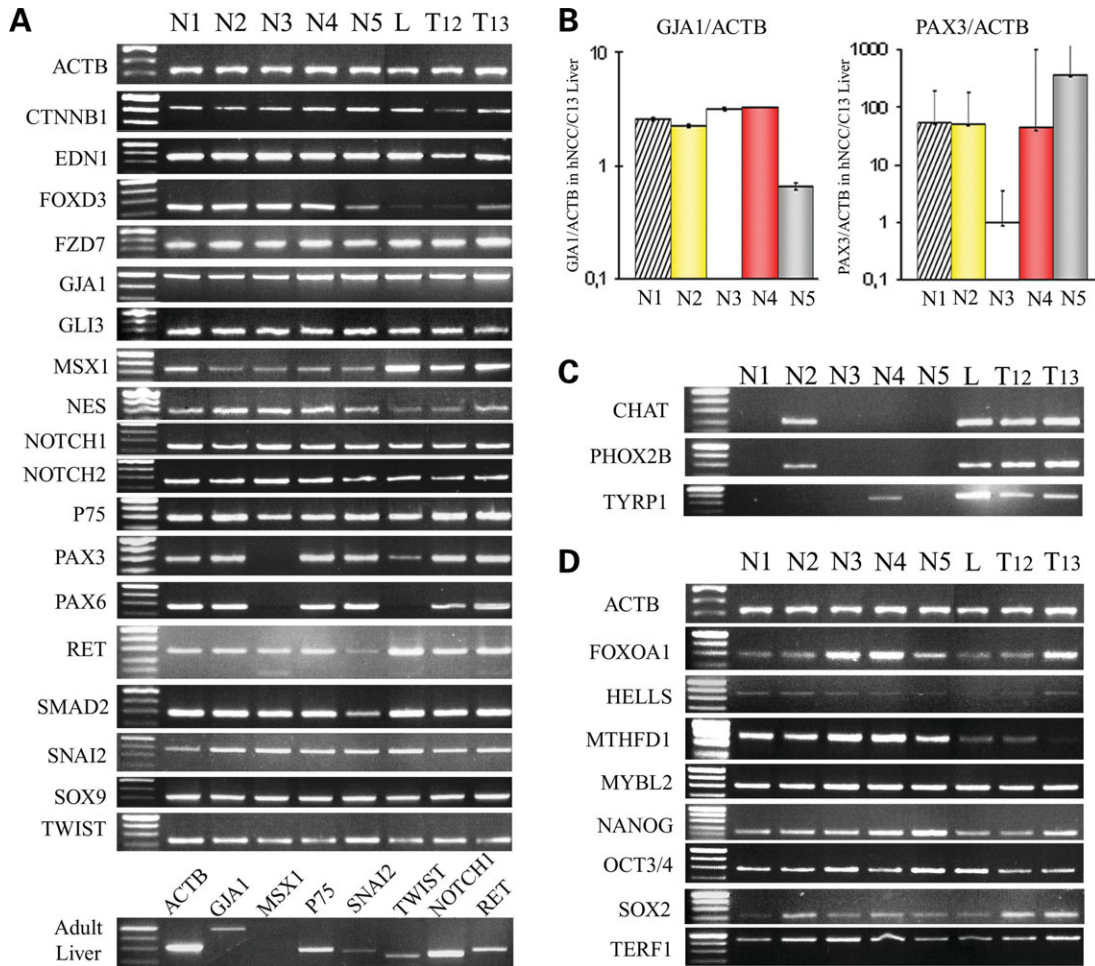 A
N1 N2 N3 N4 N5 L T12 T13
ACTB
CTNNB1
EDN1
FOXD3
FZD7
GJA1
GLI3
MSX1
NES
NOTCH1
NOTCH2
P75
PAX3
PAX6
RET
SMAD2
SNAI2
SOX9
TWIST
ACTB GJA1 MSX1 P75 SNAI2 TWIST NOTCH1 RET
Adult
Liver
B
GJA1/ACTB
GJA1/ACTB in hNCC/C13 Liver
10
1
0,1
N1 N2 N3 N4 N5
PAX3/ACTB
PAX3/ACTB in hNCC/C13 Liver
1000
100
10
1
0,1
N1 N2 N3 N4 N5
C
N1 N2 N3 N4 N5 L T12 T13
CHAT
PHOX2B
TYRP1
D
N1 N2 N3 N4 N5 L T12 T13
ACTB
FOXOA1
HELLS
MTHFD1
MYBL2
NANOG
OCT3/4
SOX2
TERF1